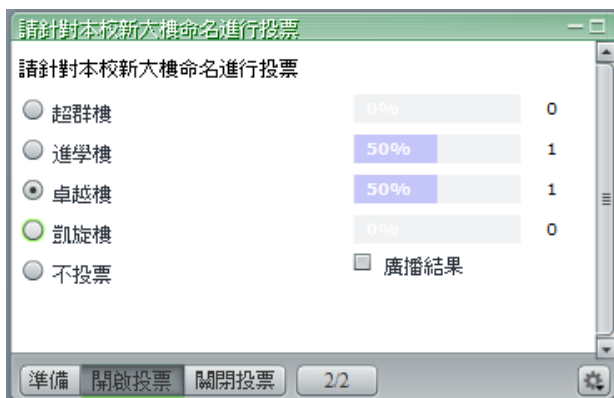 請針對本校新大樓命名進行投票
請針對本校新大樓命名進行投票
超群樓 0% 0
進學樓 50% 1
卓越樓 50% 1
凱旋樓 0% 0
不投票 廣播結果
準備 開啟投票 關閉投票 2/2